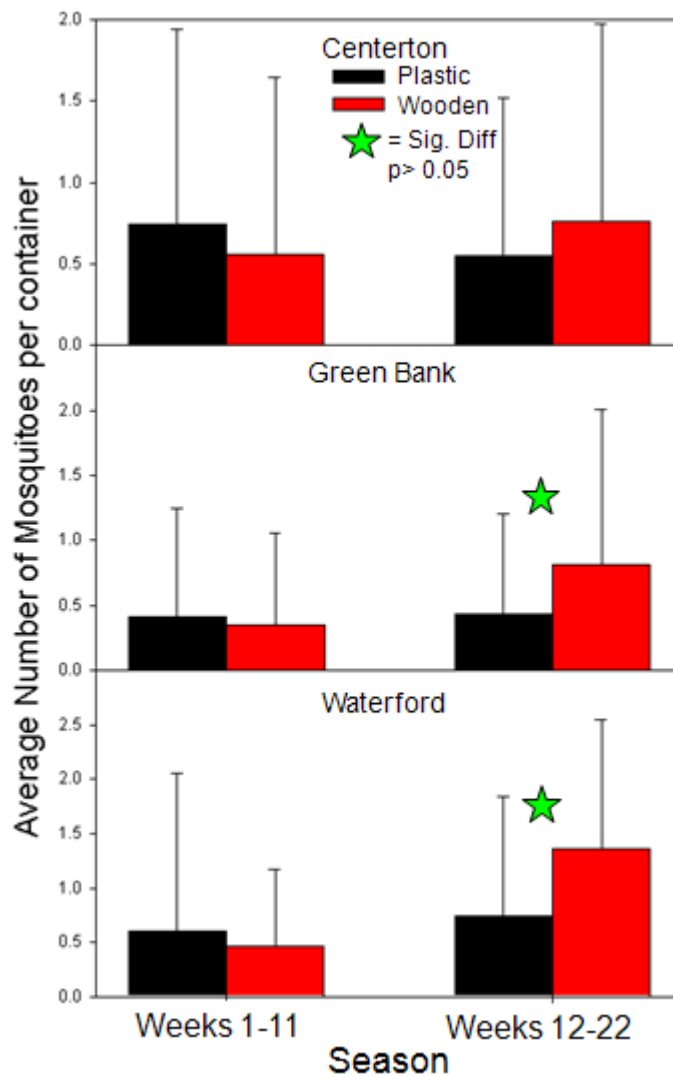 Average Number of Mosquitoes per container
2.0
1.5
1.0
0.5
0.0
Centerton
Plastic
Wooden
= Sig. Diff
p> 0.05
Green Bank
2.0
1.5
1.0
0.5
0.0
Waterford
2.5
2.0
1.5
1.0
0.5
0.0
Weeks 1-11 Weeks 12-22
Season